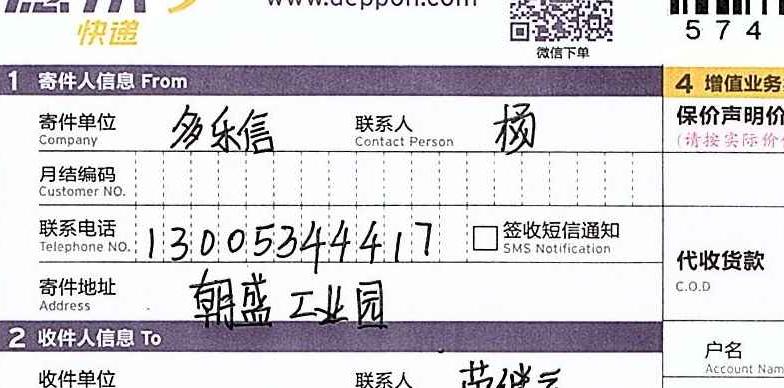 www.deppon.com
快递
微信下单
574
1 寄件人信息 From
4 增值业务
寄件单位 多乐信 联系人 杨
Company Contact Person
保价声明价
(请按实际价
月结编码
Customer NO.
联系电话 13005344417 签收短信通知
Telephone NO. SMS Notification
代收货款
C.O.D
寄件地址 朝盛工业园
Address
2 收件人信息 To
户名
Account Nam
收件单位 联系人